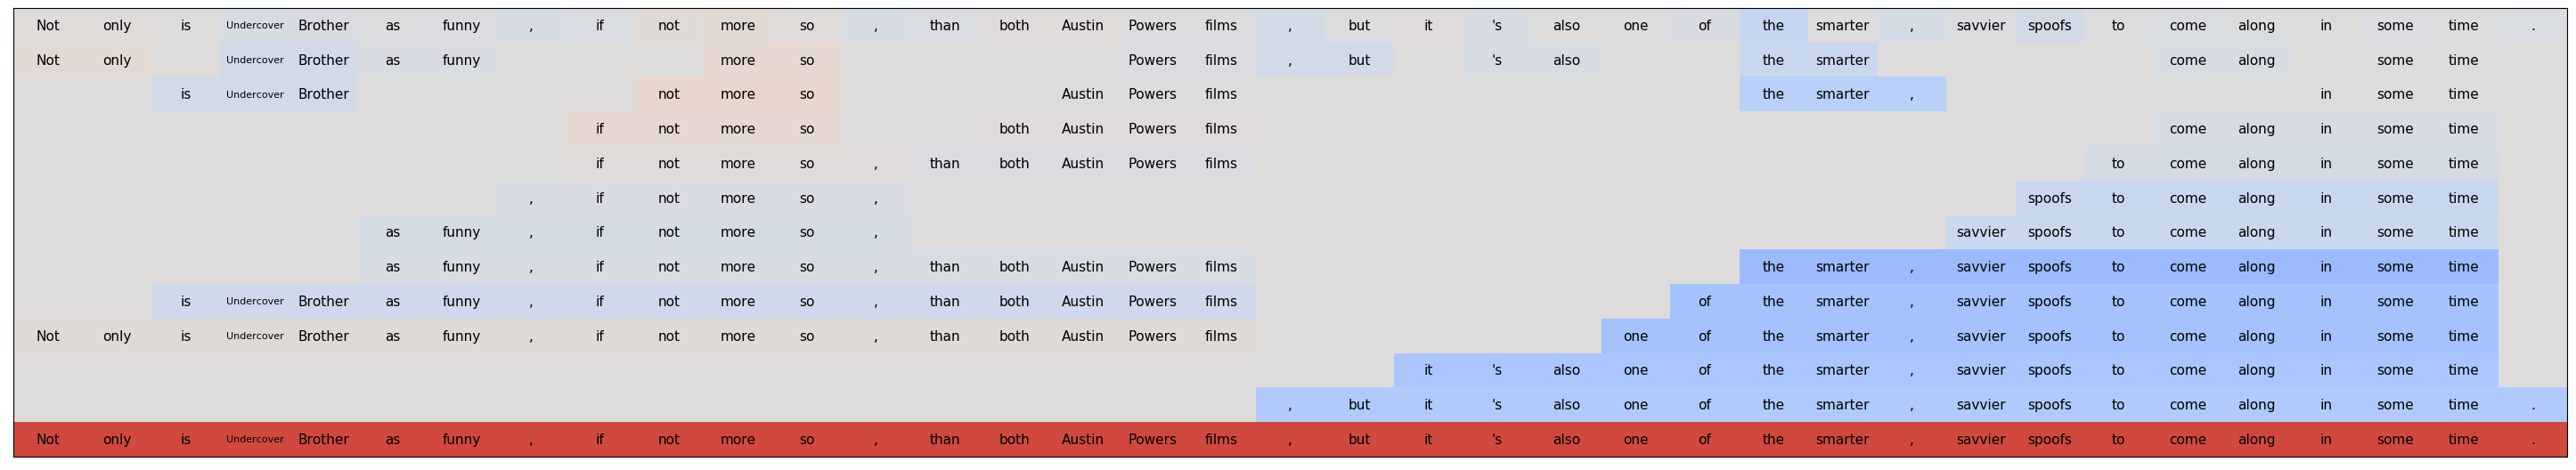 Not only is Undercover Brother as funny , if not more so , than both Austin Powers films , but it 's also one of the smarter , savvier spoofs to come along in some time .
Not only Undercover Brother as funny more so Powers films , but 's also the smarter come along some time
is Undercover Brother not more so Austin Powers films the smarter , in some time
if not more so both Austin Powers films come along in some time
if not more so , than both Austin Powers films to come along in some time
, if not more so , spoofs to come along in some time
as funny , if not more so , savvier spoofs to come along in some time
as funny , if not more so , than both Austin Powers films the smarter , savvier spoofs to come along in some time
is Undercover Brother as funny , if not more so , than both Austin Powers films of the smarter , savvier spoofs to come along in some time
Not only is Undercover Brother as funny , if not more so , than both Austin Powers films one of the smarter , savvier spoofs to come along in some time
it 's also one of the smarter , savvier spoofs to come along in some time
, but it 's also one of the smarter , savvier spoofs to come along in some time .
Not only is Undercover Brother as funny , if not more so , than both Austin Powers films , but it 's also one of the smarter , savvier spoofs to come along in some time .